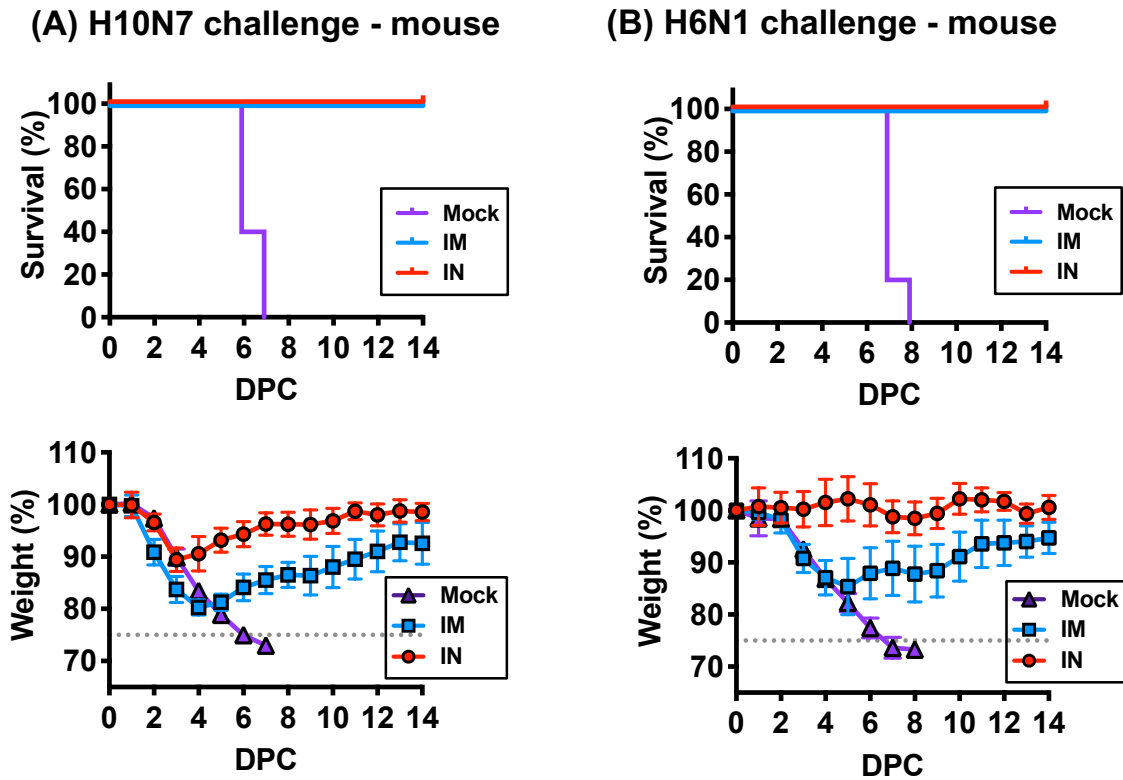 (A) H10N7 challenge - mouse
100
80
60
40
20
0
Survival (%)
0 2 4 6 8 10 12 14
DPC
Mock
IM
IN
110
100
90
80
70
Weight (%)
0 2 4 6 8 10 12 14
DPC
Mock
IM
IN
(B) H6N1 challenge - mouse
100
80
60
40
20
0
Survival (%)
0 2 4 6 8 10 12 14
DPC
Mock
IM
IN
110
100
90
80
70
Weight (%)
0 2 4 6 8 10 12 14
DPC
Mock
IM
IN